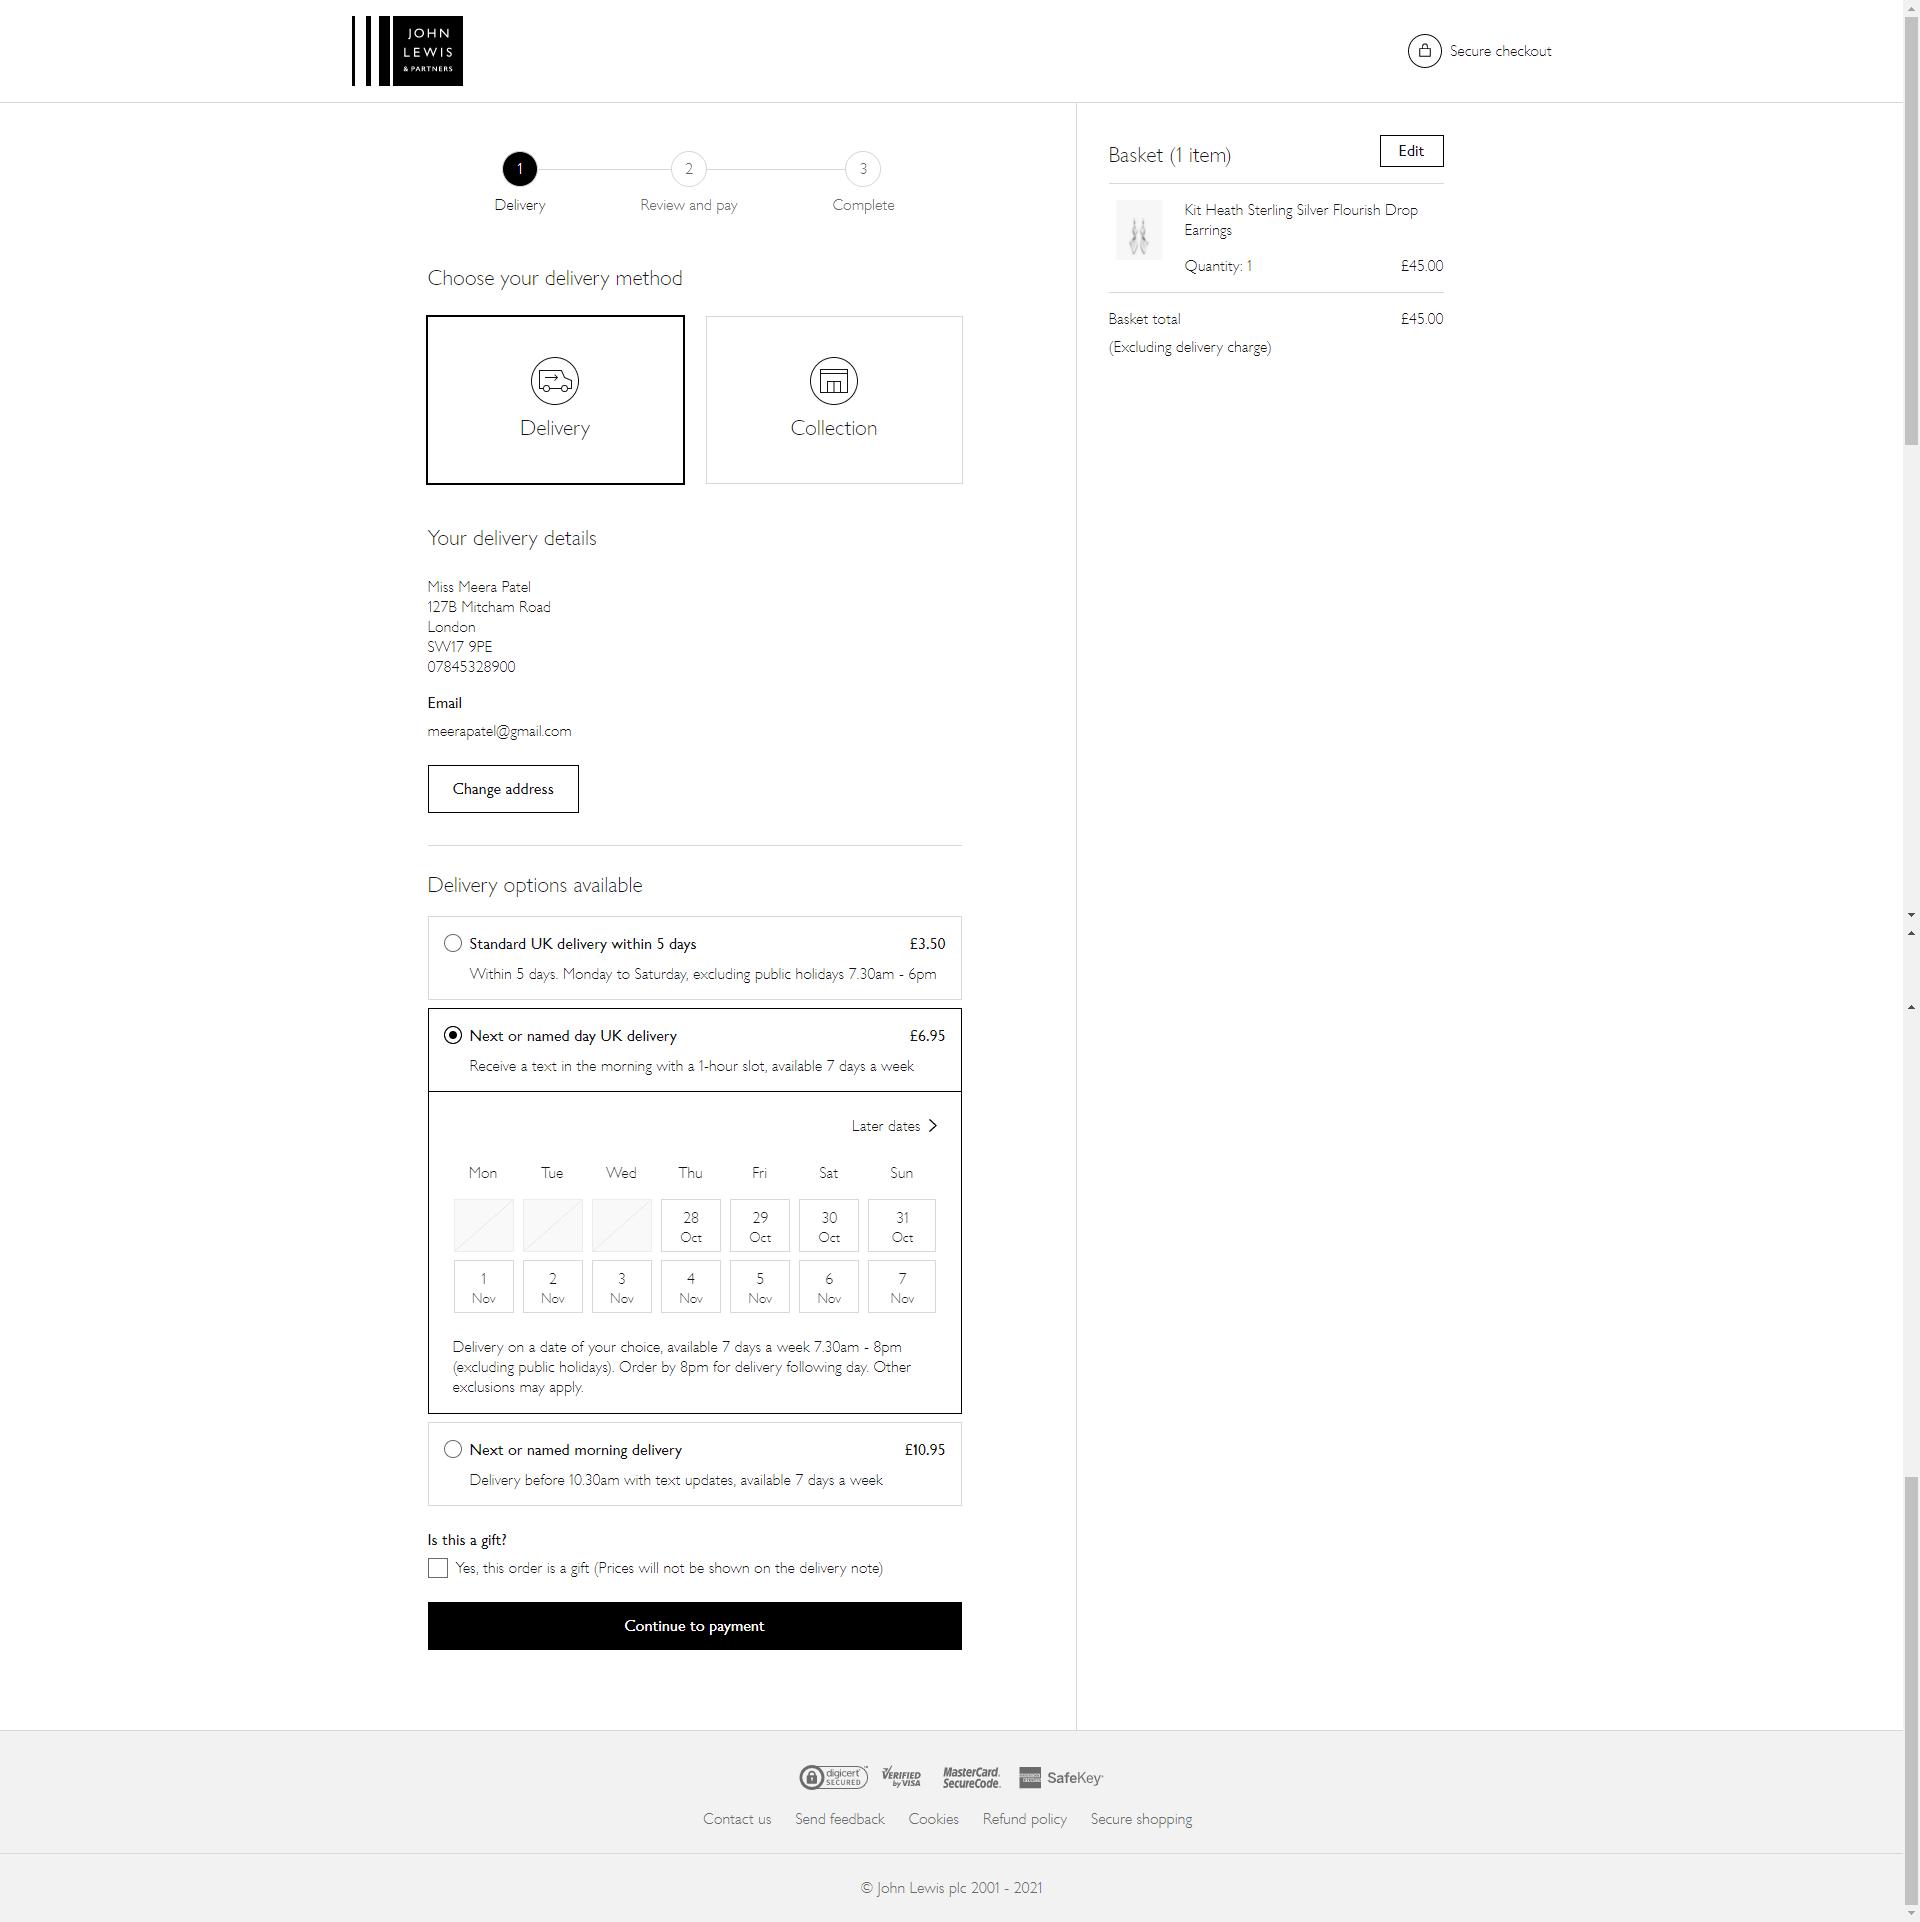 JOHN
LEWIS
& PARTNERS
Secure checkout
1
2
3
Delivery
Review and pay
Complete
Choose your delivery method
Delivery
Collection
Your delivery details
Miss Meera Patel
127B Mitcham Road
London
SW17 9PE
07845328900
Email
meerapatel@gmail.com
Change address
Delivery options available
Standard UK delivery within 5 days £3.50
Within 5 days. Monday to Saturday, excluding public holidays 7.30am - 6pm
Next or named day UK delivery £6.95
Receive a text in the morning with a 1-hour slot, available 7 days a week
Later dates
Mon Tue Wed Thu Fri Sat Sun
28 29 30 31
Oct Oct Oct Oct
1 2 3 4 5 6 7
Nov Nov Nov Nov Nov Nov Nov
Delivery on a date of your choice, available 7 days a week 7.30am - 8pm
(excluding public holidays). Order by 8pm for delivery following day. Other
exclusions may apply.
Next or named morning delivery £10.95
Delivery before 10.30am with text updates, available 7 days a week
Is this a gift?
Yes, this order is a gift (Prices will not be shown on the delivery note)
Continue to payment
Basket (1 item)
Edit
Kit Heath Sterling Silver Flourish Drop
Earrings
Quantity: 1 £45.00
Basket total £45.00
(Excluding delivery charge)
digicert
SECURED
VERIFIED
by VISA
MasterCard.
SecureCode.
SafeKey
Contact us Send feedback Cookies Refund policy Secure shopping
© John Lewis plc 2001 - 2021